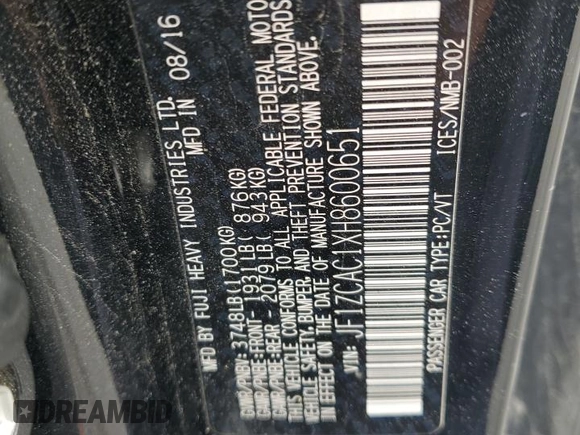 MFD BY FUJI HEAVY INDUSTRIES LTD.
MFD IN 08/16
GVWR/PNBV: 3748LB(1700KG)
GAWR/PNBE:FRONT-1931LB( 876KG)
GAWR/PNBE:REAR -2079LB( 943KG)
THIS VEHICLE CONFORMS TO ALL APPLICABLE FEDERAL MOTO
VEHICLE SAFETY,BUMPER, AND THEFT PREVENTION STANDARDS
IN EFFECT ON THE DATE OF MANUFACTURE SHOWN ABOVE.
JF1ZCAC1XH8600651
PASSENGER CAR/TYPE:PC/VT ICES/NMB-002
DREAMBID